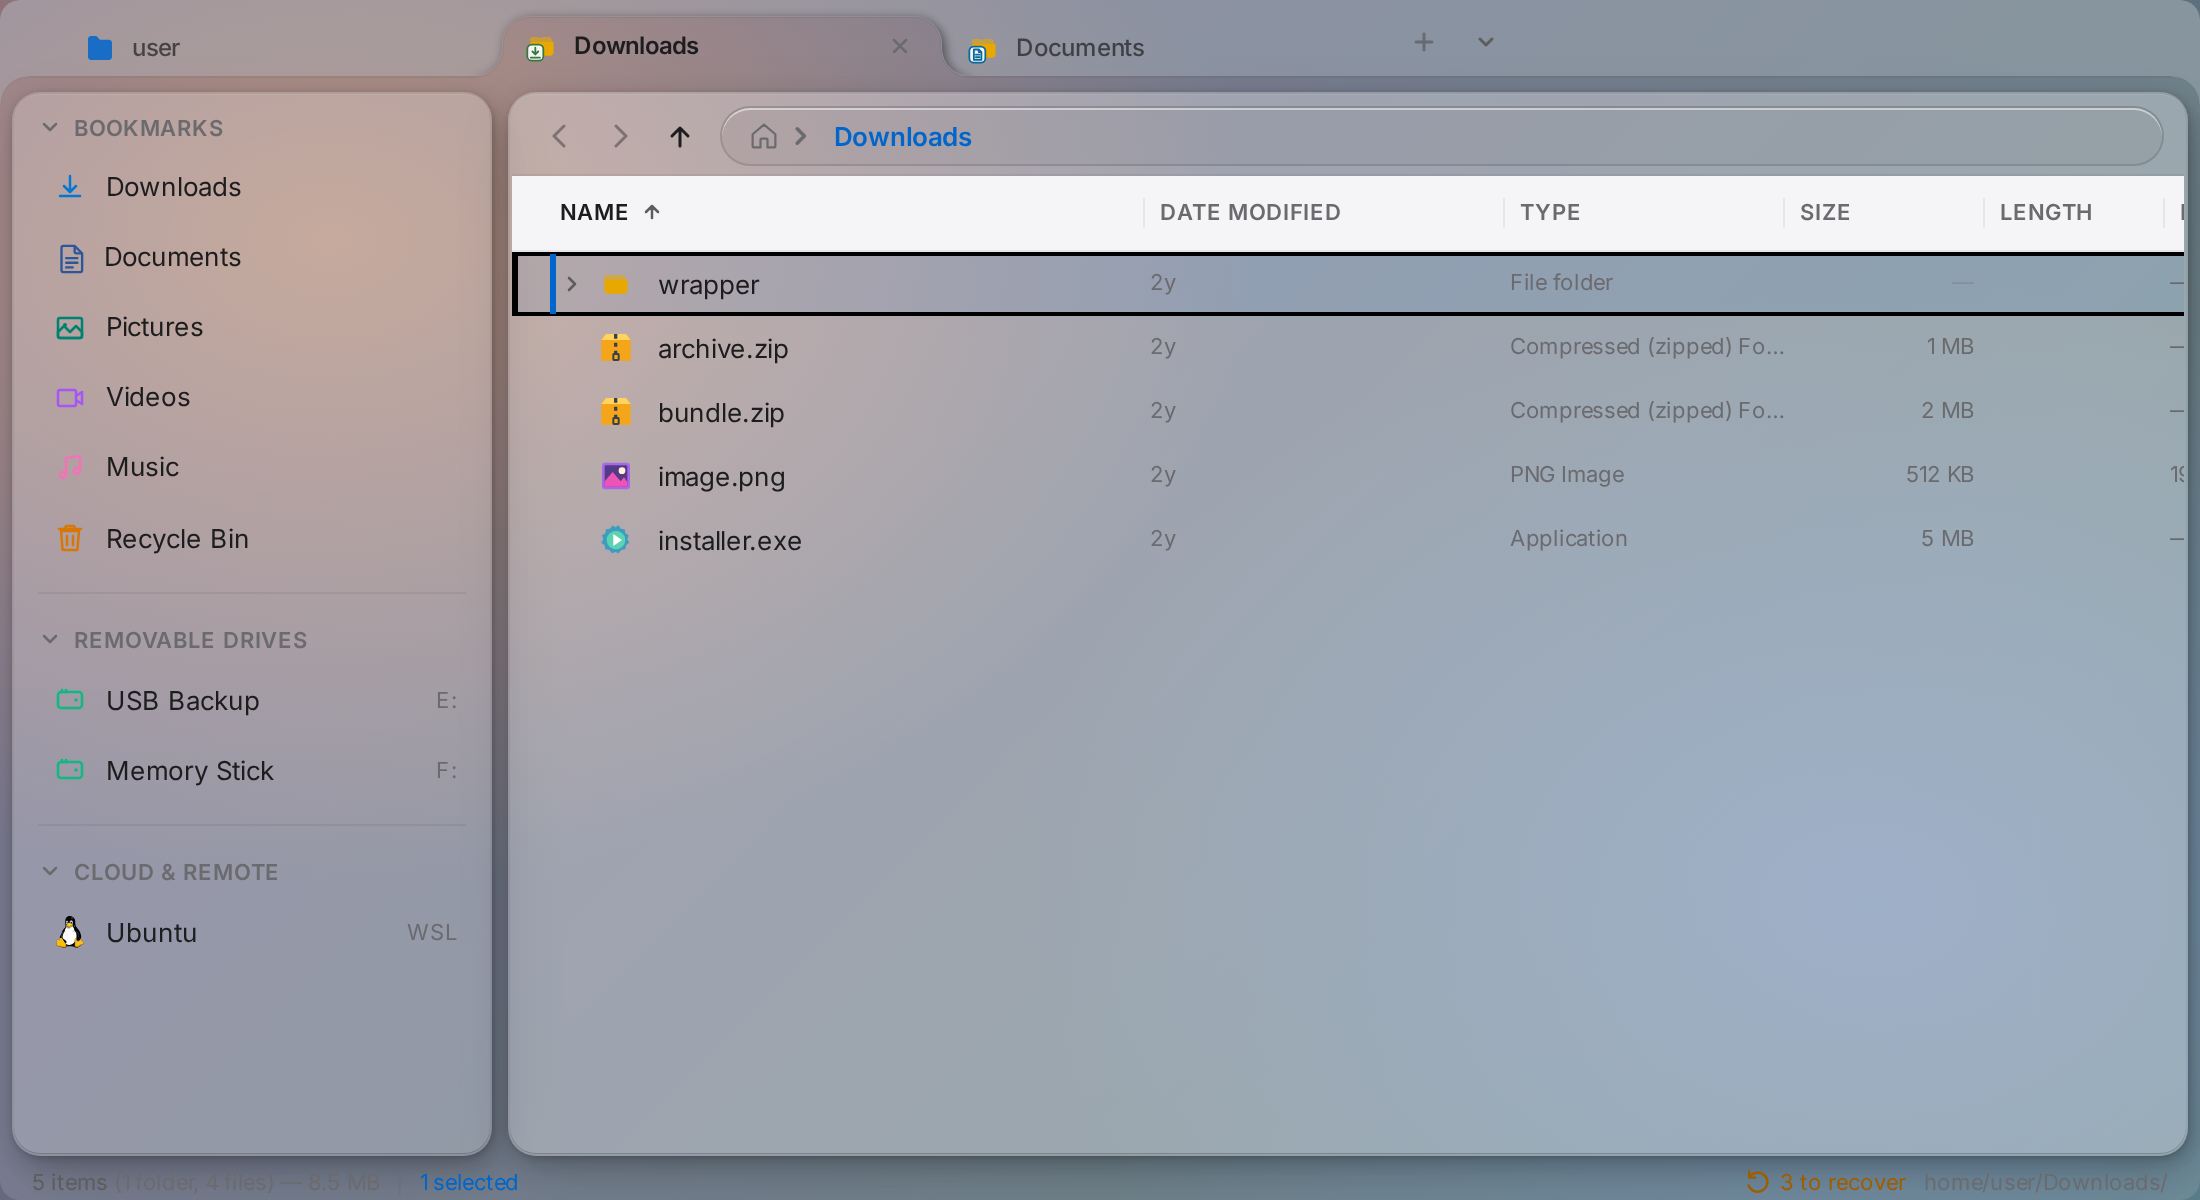 user
Downloads
Documents
BOOKMARKS
Downloads
Documents
Pictures
Videos
Music
Recycle Bin
REMOVABLE DRIVES
USB Backup E:
Memory Stick F:
CLOUD & REMOTE
Ubuntu WSL
Downloads
NAME DATE MODIFIED TYPE SIZE LENGTH
wrapper 2y File folder — —
archive.zip 2y Compressed (zipped) Fo... 1 MB —
bundle.zip 2y Compressed (zipped) Fo... 2 MB —
image.png 2y PNG Image 512 KB
installer.exe 2y Application 5 MB —
5 items (1 folder, 4 files) — 8.5 MB 1 selected
3 to recover home/user/Downloads/